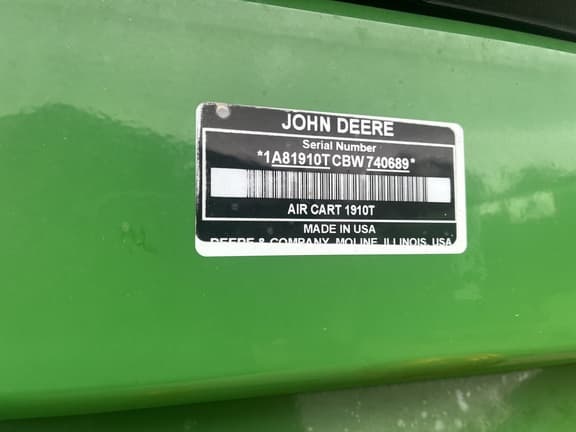 JOHN DEERE
Serial Number
*1A81910TCBW740689*
AIR CART 1910T
MADE IN USA
DEERE & COMPANY, MOLINE, ILLINOIS, USA